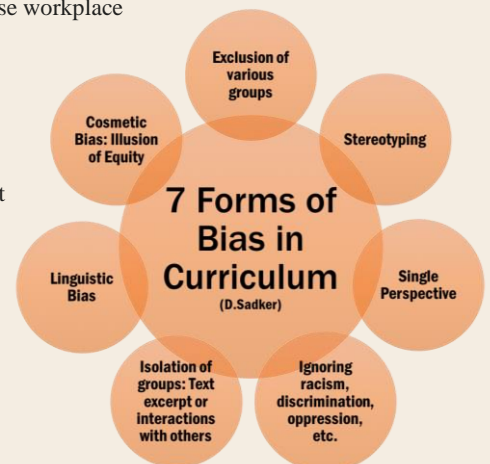 se workplace
t
7 Forms of
Bias in
Curriculum
(D.Sadker)
Exclusion of
various
groups
Stereotyping
Single
Perspective
Ignoring
racism,
discrimination,
oppression,
etc.
Isolation of
groups: Text
excerpt or
interactions
with others
Linguistic
Bias
Cosmetic
Bias: Illusion
of Equity